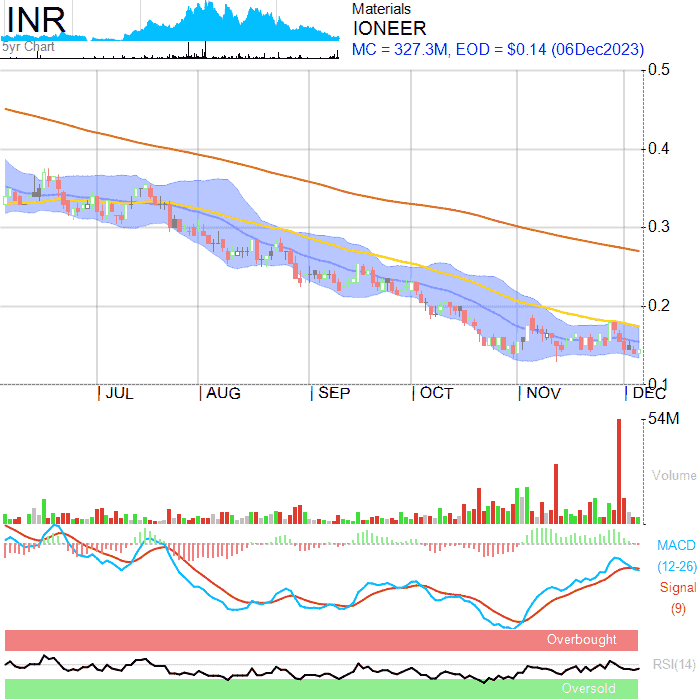 INR
5yr Chart
Materials
IONEER
MC = 327.3M, EOD = $0.14 (06Dec2023)
0.5
0.4
0.3
0.2
0.1
JUL AUG SEP OCT NOV DEC
54M
Volume
MACD
(12-26)
Signal
(9)
Overbought
RSI(14)
Oversold